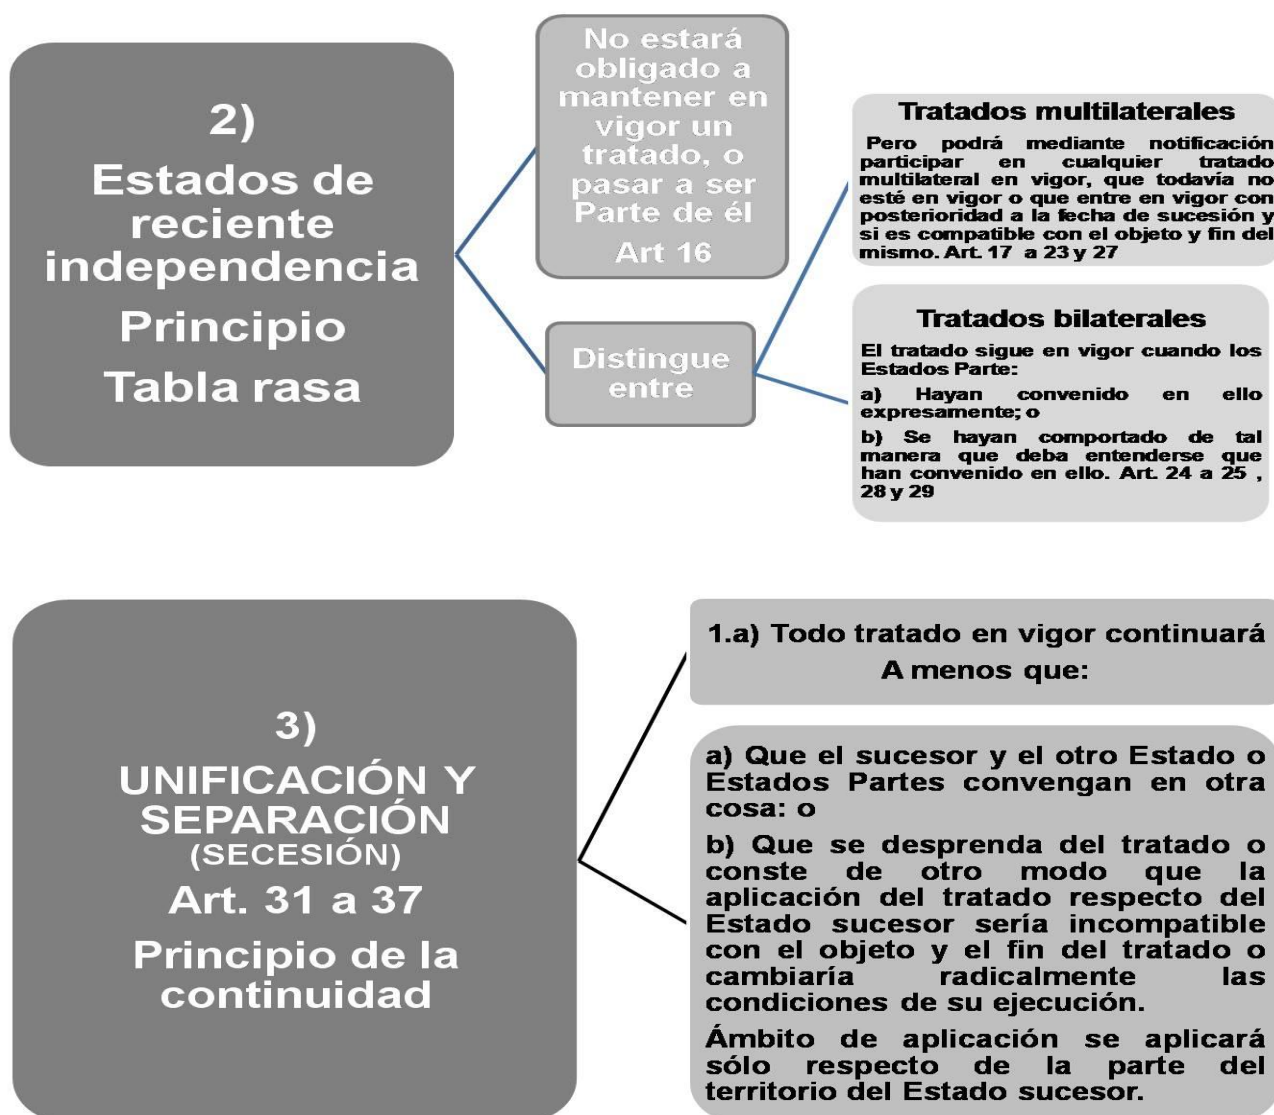 2)
Estados de
reciente
independencia
Principio
Tabla rasa
No estará
obligado a
mantener en
vigor un
tratado, o
pasar a ser
Parte de él
Art 16
Distingue
entre
Tratados multilaterales
Pero podrá mediante notificación
participar en cualquier tratado
multilateral en vigor, que todavía no
esté en vigor o que entre en vigor con
posterioridad a la fecha de sucesión y
si es compatible con el objeto y fin del
mismo. Art. 17 a 23 y 27
Tratados bilaterales
El tratado sigue en vigor cuando los
Estados Parte:
a) Hayan convenido en ello
expresamente; o
b) Se hayan comportado de tal
manera que deba entenderse que
han convenido en ello. Art. 24 a 25 ,
28 y 29
3)
UNIFICACIÓN Y
SEPARACIÓN
(SECESIÓN)
Art. 31 a 37
Principio de la
continuidad
1.a) Todo tratado en vigor continuará
A menos que:
a) Que el sucesor y el otro Estado o
Estados Partes convengan en otra
cosa: o
b) Que se desprenda del tratado o
conste de otro modo que la
aplicación del tratado respecto del
Estado sucesor sería incompatible
con el objeto y el fin del tratado o
cambiaría radicalmente las
condiciones de su ejecución.
Ámbito de aplicación se aplicará
sólo respecto de la parte del
territorio del Estado sucesor.